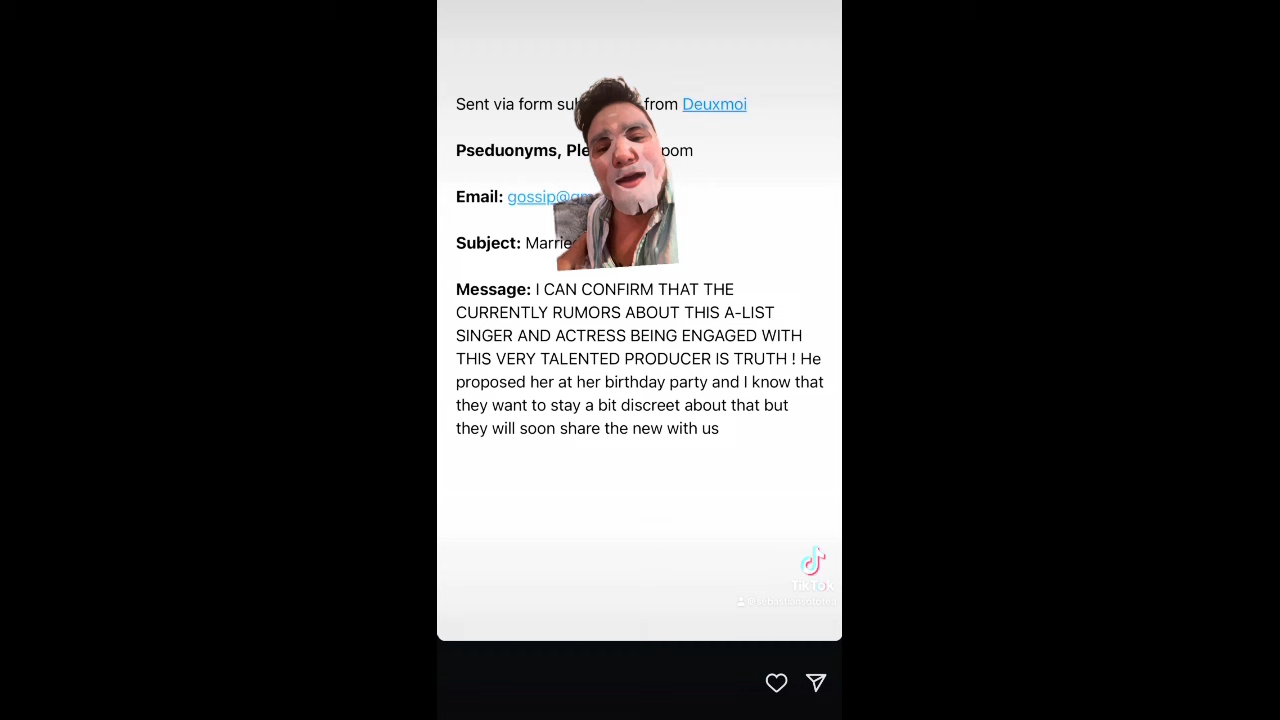 Sent via form sub from Deuxmoi
Pseduonyms, Ple oom
Email: gossip@gm
Subject: Marrie
Message: I CAN CONFIRM THAT THE
CURRENTLY RUMORS ABOUT THIS A-LIST
SINGER AND ACTRESS BEING ENGAGED WITH
THIS VERY TALENTED PRODUCER IS TRUTH ! He
proposed her at her birthday party and I know that
they want to stay a bit discreet about that but
they will soon share the new with us
TikTok